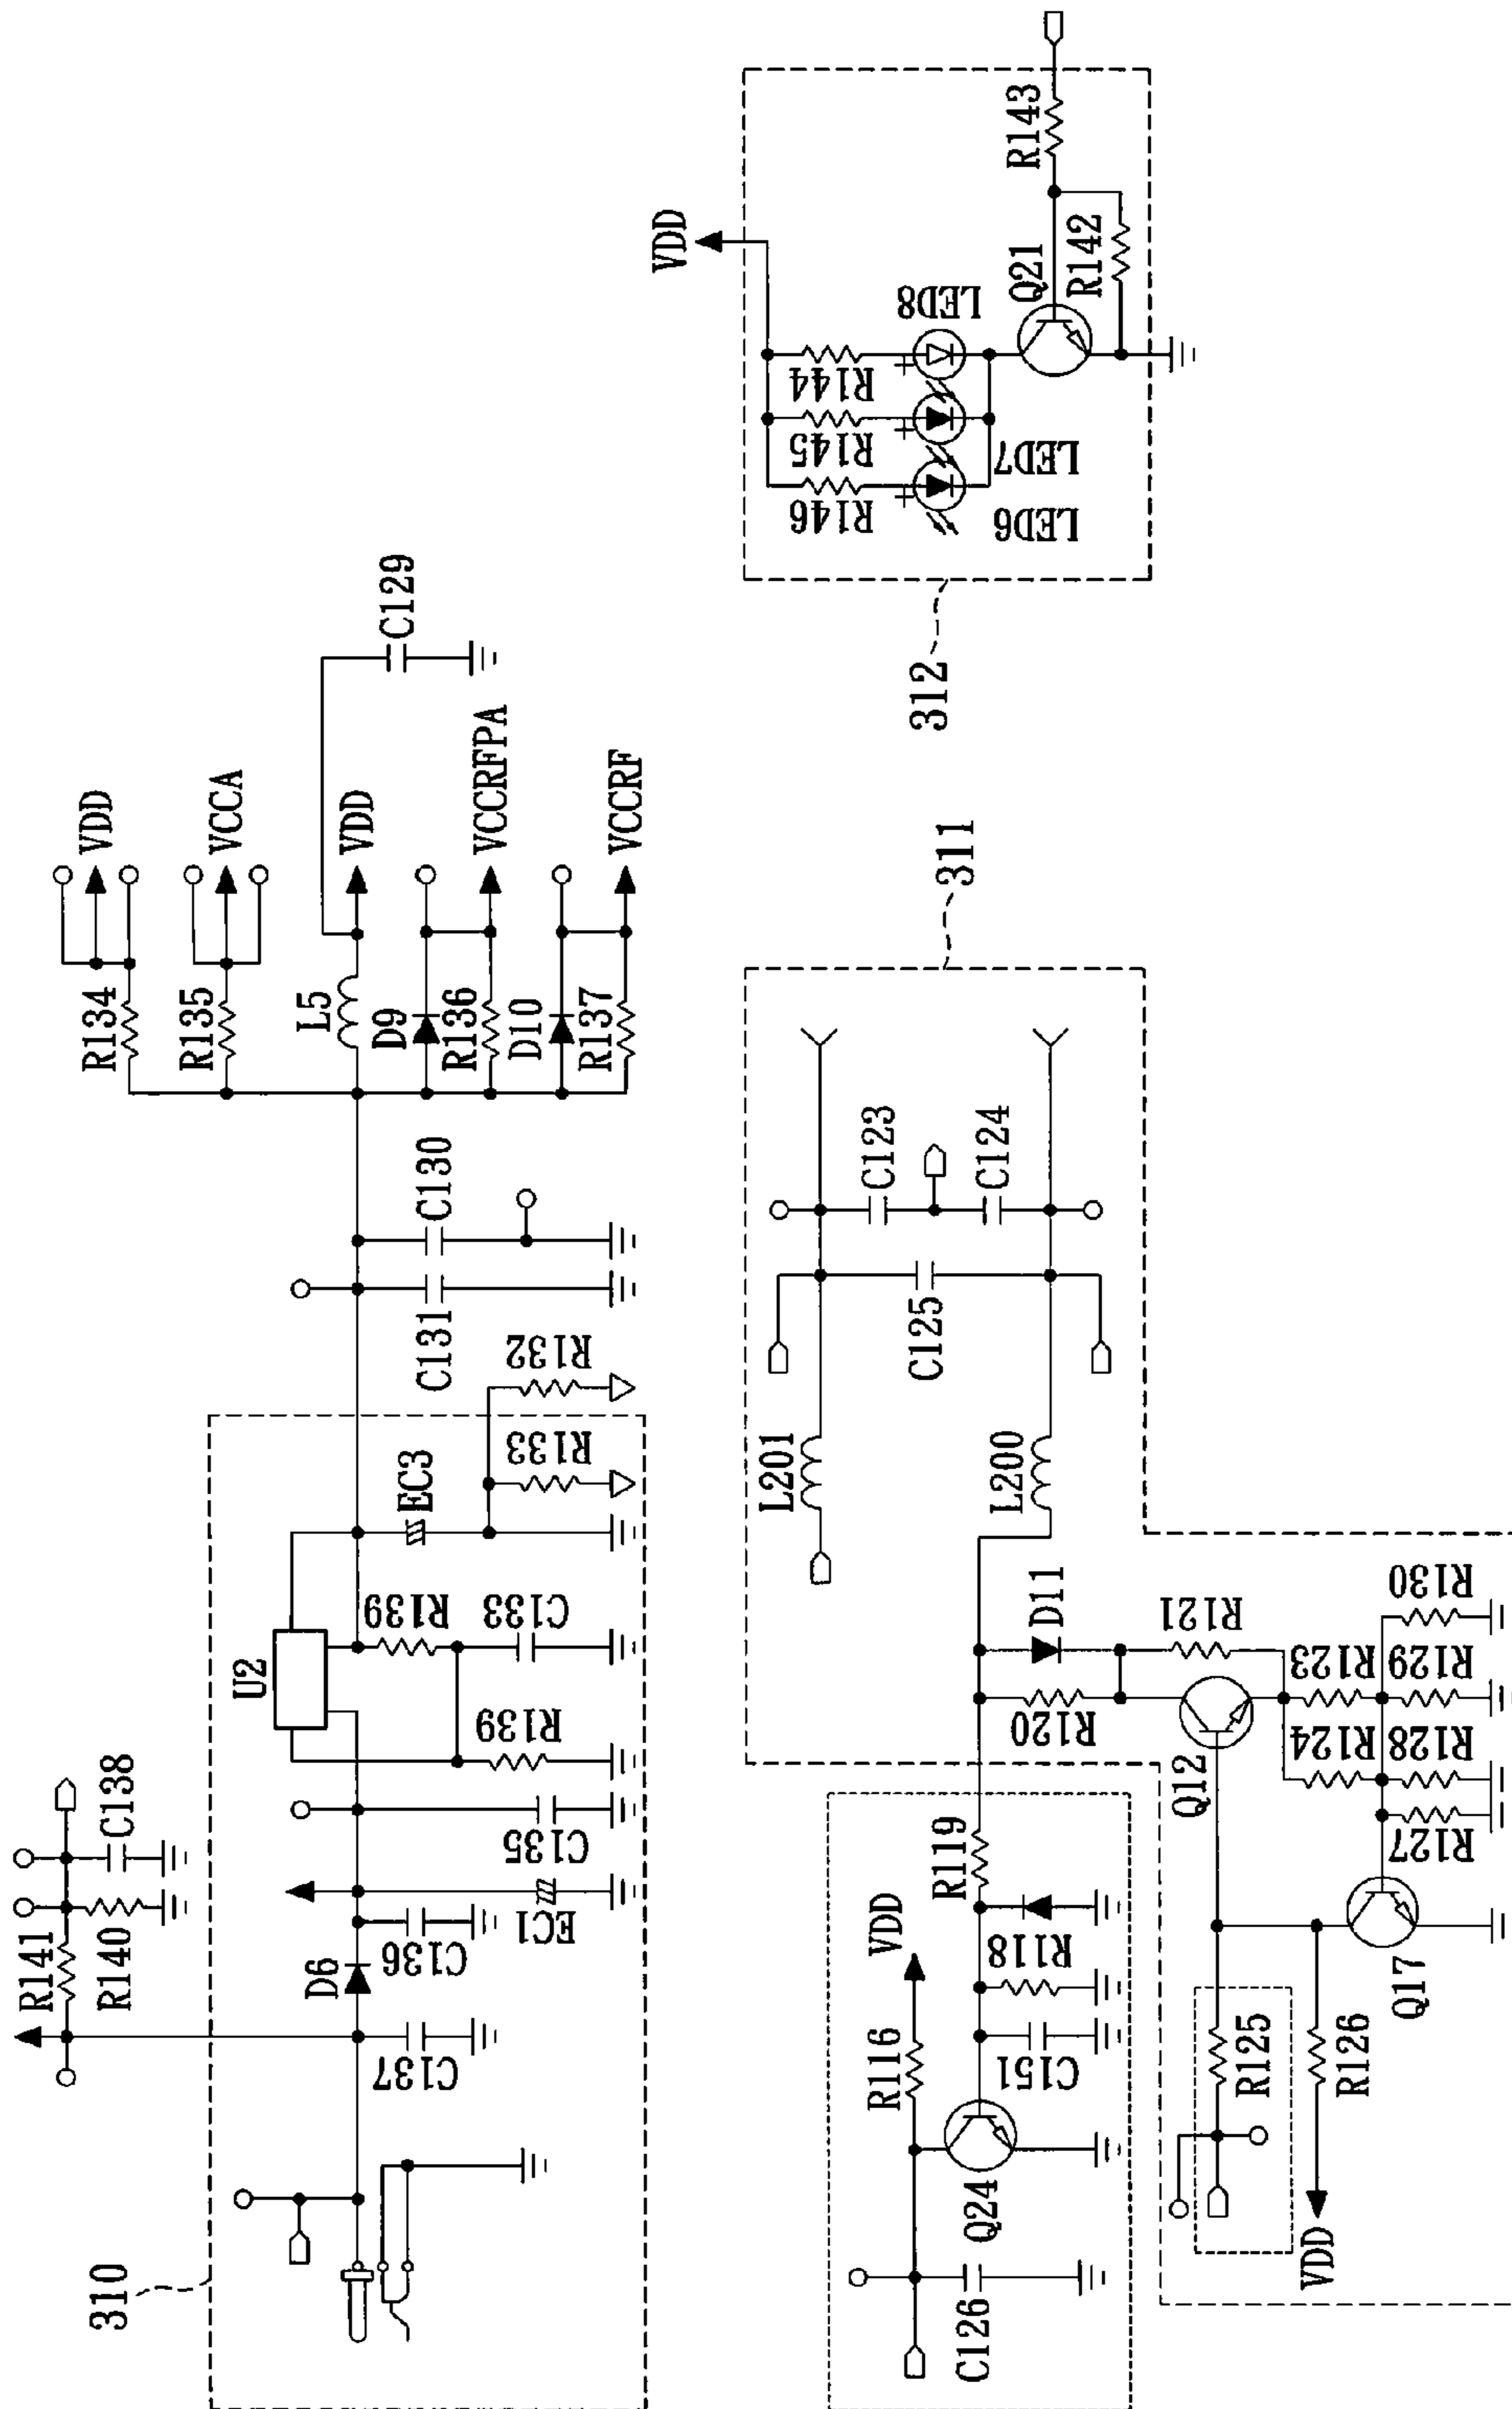 310
R141
R140
C138
D6
C137
C136
EC1
C135
U2
R139
R139
C133
EC3
R133
R132
C131
C130
R134
VDD
R135
VCCA
L5
VDD
C129
D9
R136
VCCRFPA
D10
R137
VCCRF
VDD
R144
R145
R146
LED8
LED7
LED6
Q21
R143
R142
312
311
L201
L200
C123
C124
C125
C126
Q24
R116
VDD
C151
R118
R119
R120
D11
R121
Q12
R123
R124
R130
R129
R128
R127
Q17
R125
R126
VDD